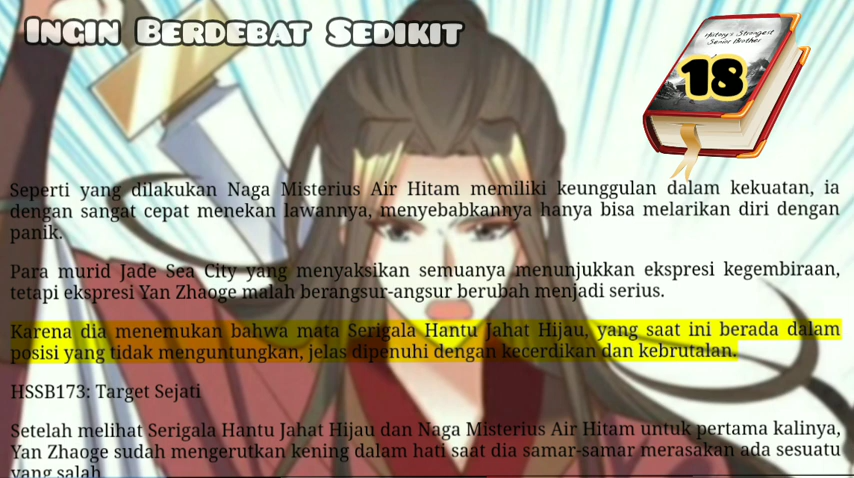 Ingin Berdebat Sedikit
History's Strongest
Senior Brother
18
Seperti yang dilakukan Naga Misterius Air Hitam memiliki keunggulan dalam kekuatan, ia
dengan sangat cepat menekan lawannya, menyebabkannya hanya bisa melarikan diri dengan
panik.
Para murid Jade Sea City yang menyaksikan semuanya menunjukkan ekspresi kegembiraan,
tetapi ekspresi Yan Zhaoge malah berangsur-angsur berubah menjadi serius.
Karena dia menemukan bahwa mata Serigala Hantu Jahat Hijau, yang saat ini berada dalam
posisi yang tidak menguntungkan, jelas dipenuhi dengan kecerdikan dan kebrutalan.
HSSB173: Target Sejati
Setelah melihat Serigala Hantu Jahat Hijau dan Naga Misterius Air Hitam untuk pertama kalinya,
Yan Zhaoge sudah mengerutkan kening dalam hati saat dia samar-samar merasakan ada sesuatu
yang salah